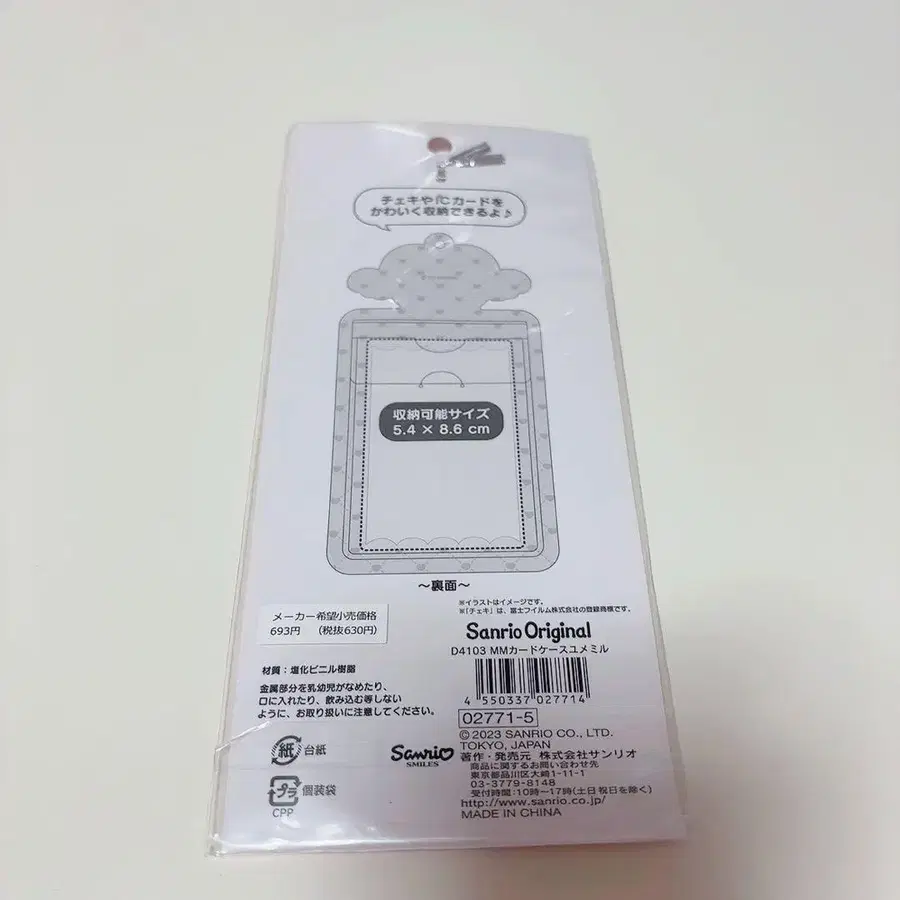 チェキやICカードを
かわいく収納できるよ♪
収納可能サイズ
5.4 × 8.6 cm
～裏面～
※イラストはイメージです。
※「チェキ」は、富士フイルム株式会社の登録商標です。
メーカー希望小売価格
693円 (税抜630円)
Sanrio Original
D4103 MMカードケースユメミル
4 550337 027714
02771-5
材質：塩化ビニル樹脂
金属部分を乳幼児がなめたり、
口に入れたり、飲み込む等しない
ように、お取り扱いに注意してください。
紙 台紙
プラ 個装袋
CPP
Sanrio
SMILES
© 2023 SANRIO CO., LTD.
TOKYO, JAPAN
著作・発売元 株式会社サンリオ
商品に関するお問い合わせ先
東京都品川区大崎1-11-1
03-3779-8148
受付時間：10時～17時(土日祝日を除く)
http://www.sanrio.co.jp/
MADE IN CHINA